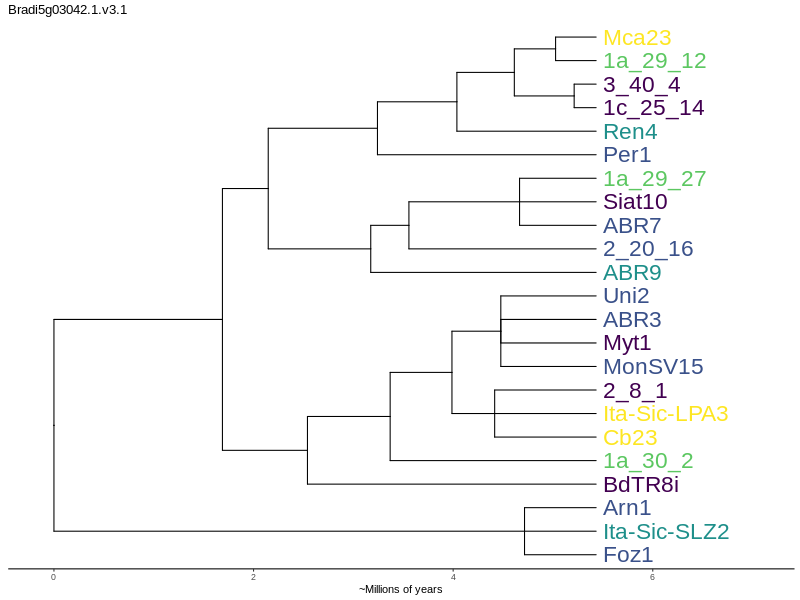 Bradi5g03042.1.v3.1
Mca23
1a_29_12
3_40_4
1c_25_14
Ren4
Per1
1a_29_27
Siat10
ABR7
2_20_16
ABR9
Uni2
ABR3
Myt1
MonSV15
2_8_1
Ita-Sic-LPA3
Cb23
1a_30_2
BdTR8i
Arn1
Ita-Sic-SLZ2
Foz1
0 2 4 6
~Millions of years